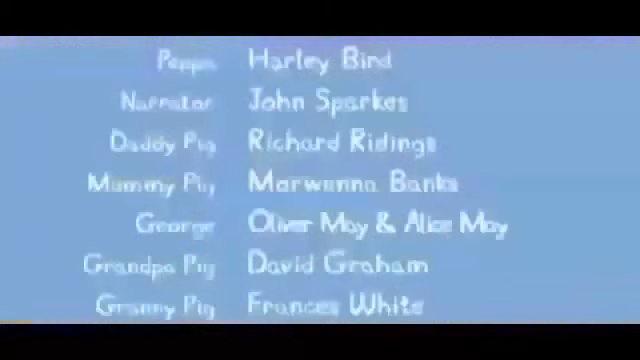 Peppa Harley Bird
Narrator John Sparkes
Daddy Pig Richard Ridings
Mummy Pig Morwenna Banks
George Oliver May & Alice May
Grandpa Pig David Graham
Granny Pig Frances White